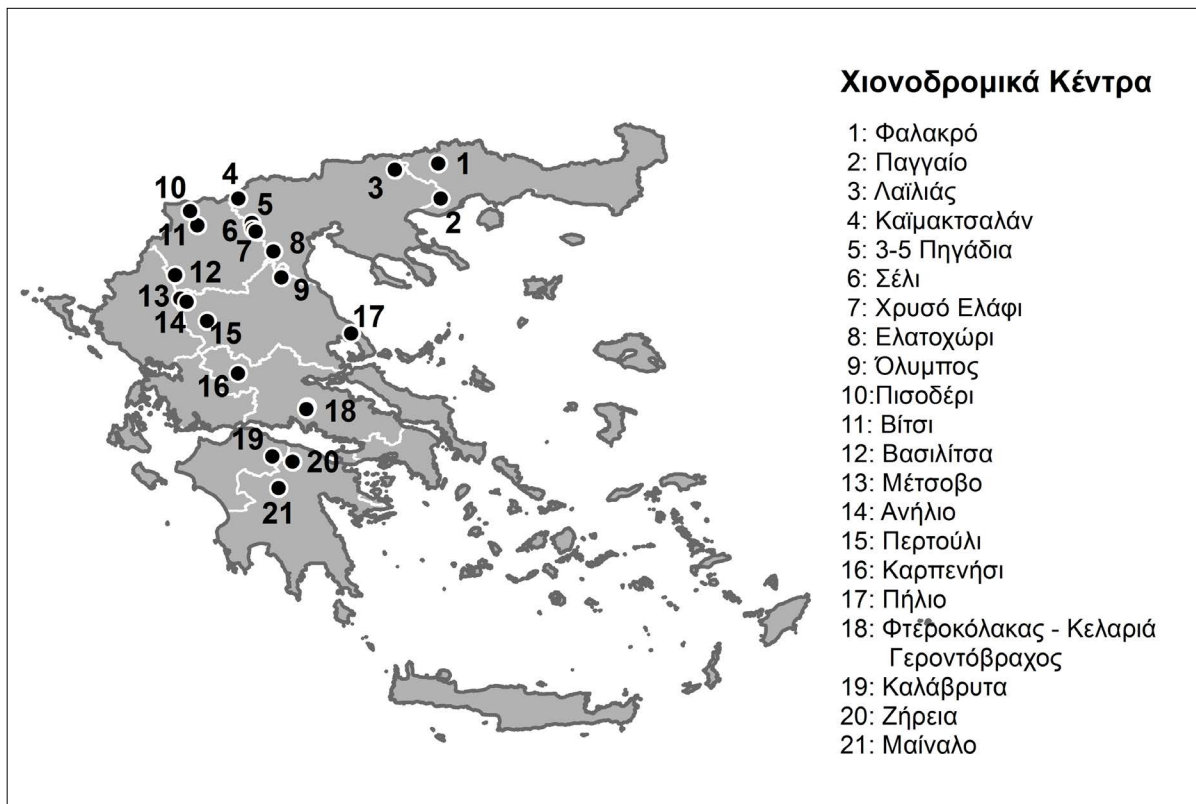 Χιονοδρομικά Κέντρα
1: Φαλακρό
2: Παγγαίο
3: Λαϊλιάς
4: Καϊμακτσαλάν
5: 3-5 Πηγάδια
6: Σέλι
7: Χρυσό Ελάφι
8: Ελατοχώρι
9: Όλυμπος
10:Πισοδέρι
11: Βίτσι
12: Βασιλίτσα
13: Μέτσοβο
14: Ανήλιο
15: Περτούλι
16: Καρπενήσι
17: Πήλιο
18: Φτεροκόλακας - Κελαριά
Γεροντόβραχος
19: Καλάβρυτα
20: Ζήρεια
21: Μαίναλο
1
3
4
10
2
5
11
6
7
8
12
9
13
14
15
17
16
18
19
20
21